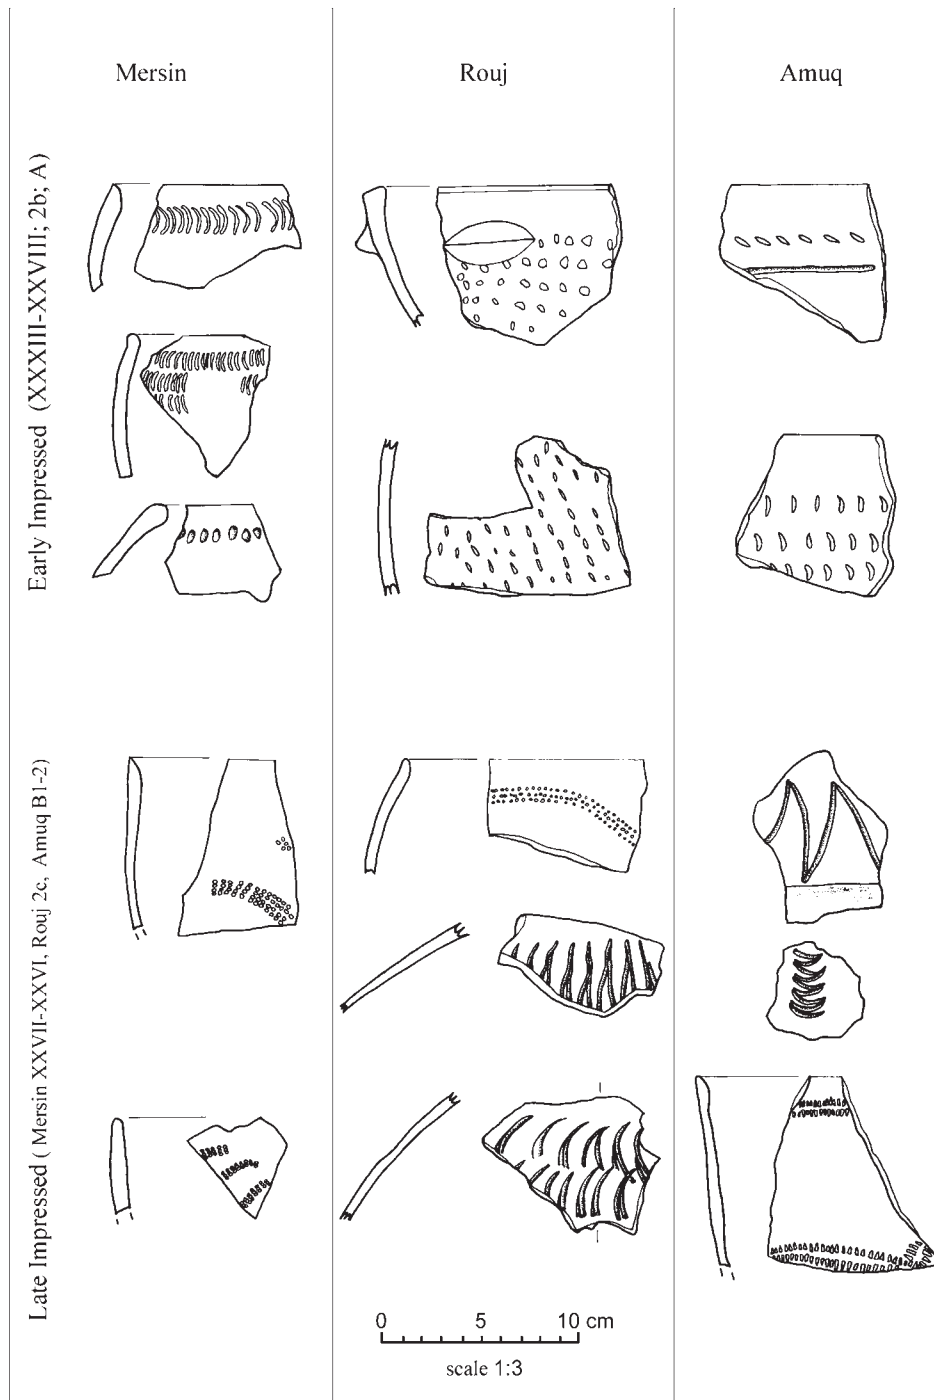 Mersin
Rouj
Amuq
Early Impressed (XXXIII-XXVIII; 2b; A)
Late Impressed ( Mersin XXVII-XXVI, Rouj 2c, Amuq B1-2)
0 5 10 cm
scale 1:3